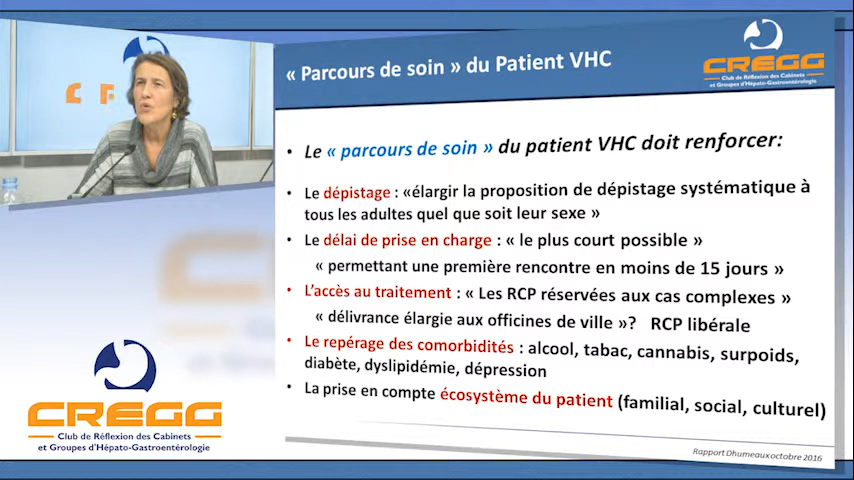 « Parcours de soin » du Patient VHC
CREGG
Club de Réflexion des Cabinets
et Groupes d'Hépato-Gastroentérologie
• Le « parcours de soin » du patient VHC doit renforcer:
• Le dépistage : «élargir la proposition de dépistage systématique à
tous les adultes quel que soit leur sexe »
• Le délai de prise en charge : « le plus court possible »
« permettant une première rencontre en moins de 15 jours »
• L'accès au traitement : « Les RCP réservées aux cas complexes »
« délivrance élargie aux officines de ville »? RCP libérale
• Le repérage des comorbidités : alcool, tabac, cannabis, surpoids,
diabète, dyslipidémie, dépression
• La prise en compte écosystème du patient (familial, social, culturel)
Rapport Dhumeaux octobre 2016
CREGG
Club de Réflexion des Cabinets
et Groupes d'Hépato-Gastroentérologie